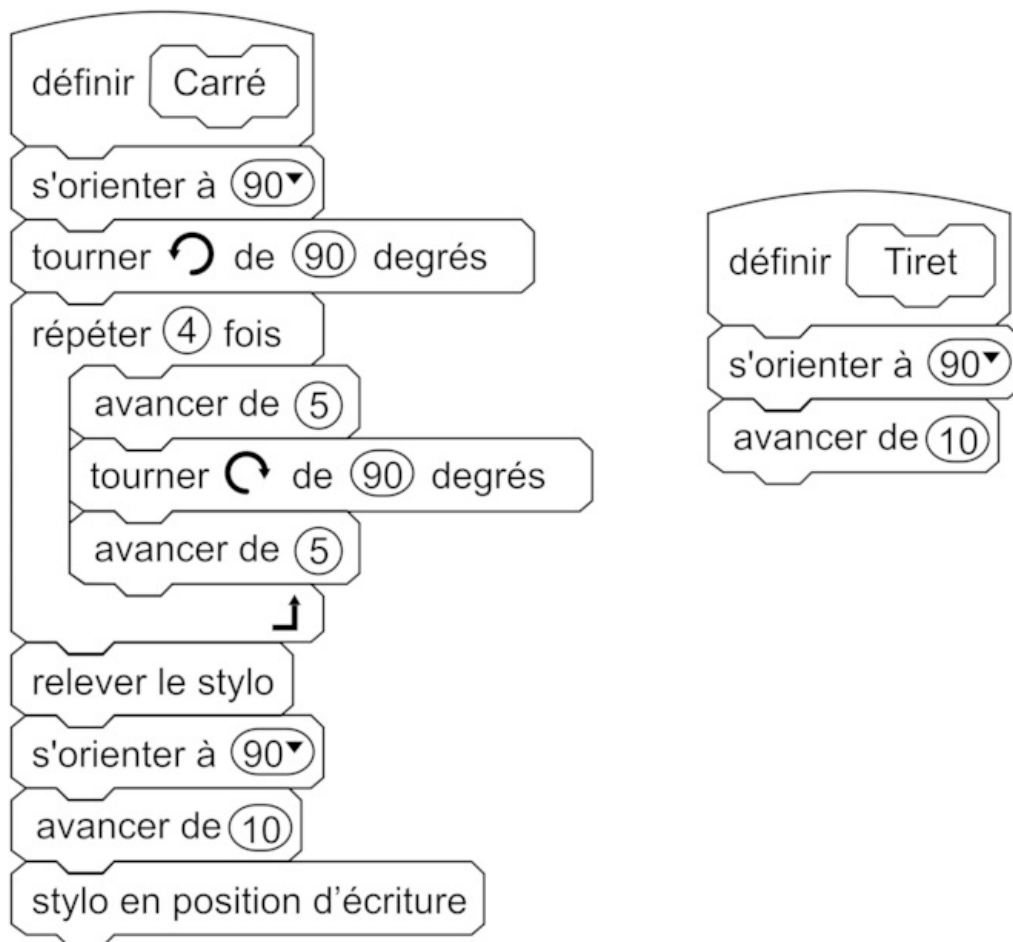 définir Carré
s'orienter à 90
tourner de 90 degrés
répéter 4 fois
avancer de 5
tourner de 90 degrés
avancer de 5
relever le stylo
s'orienter à 90
avancer de 10
stylo en position d'écriture
définir Tiret
s'orienter à 90
avancer de 10